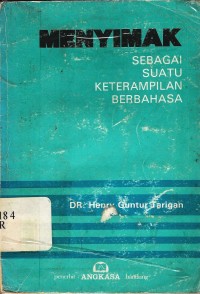 MENYIMAK
SEBAGAI
SUATU
KETERAMPILAN
BERBAHASA
DR. Henry Guntur Tarigan
184
R
penerbit ANGKASA bandung